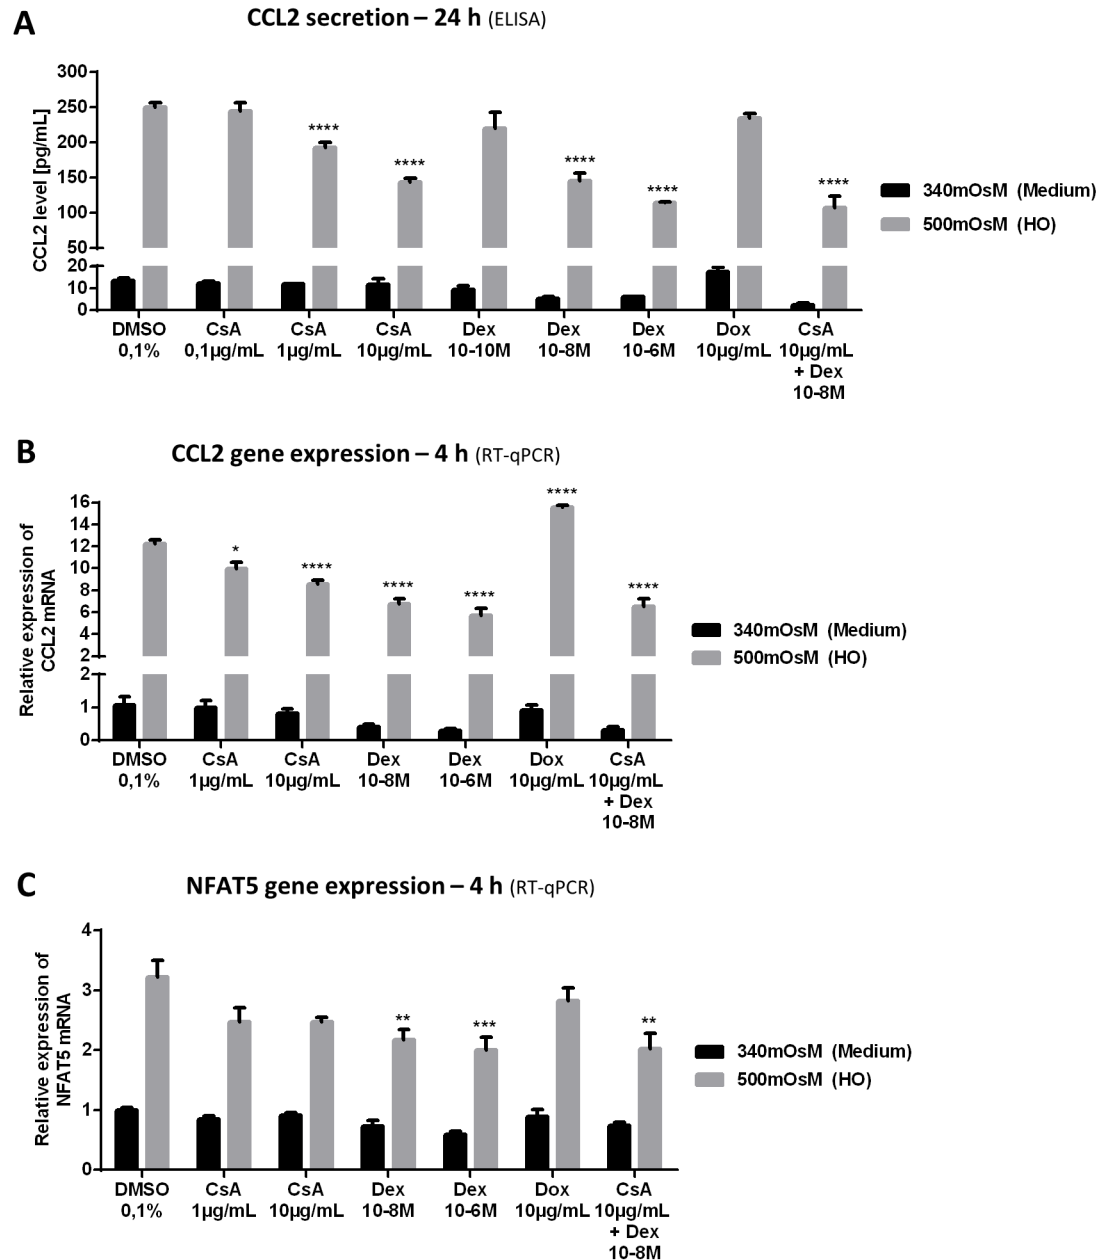 A
CCL2 secretion – 24 h (ELISA)
CCL2 level [pg/mL]
300
250
200
150
100
50
20
10
0
****
****
****
****
****
DMSO 0,1%
CsA 0,1µg/mL
CsA 1µg/mL
CsA 10µg/mL
Dex 10-10M
Dex 10-8M
Dex 10-6M
Dox 10µg/mL
CsA 10µg/mL + Dex 10-8M
340mOsM (Medium)
500mOsM (HO)
B
CCL2 gene expression – 4 h (RT-qPCR)
Relative expression of
CCL2 mRNA
16
14
12
10
8
6
4
2
2
1
0
*
****
****
****
****
****
DMSO 0,1%
CsA 1µg/mL
CsA 10µg/mL
Dex 10-8M
Dex 10-6M
Dox 10µg/mL
CsA 10µg/mL + Dex 10-8M
340mOsM (Medium)
500mOsM (HO)
C
NFAT5 gene expression – 4 h (RT-qPCR)
Relative expression of
NFAT5 mRNA
4
3
2
1
0
**
***
**
DMSO 0,1%
CsA 1µg/mL
CsA 10µg/mL
Dex 10-8M
Dex 10-6M
Dox 10µg/mL
CsA 10µg/mL + Dex 10-8M
340mOsM (Medium)
500mOsM (HO)